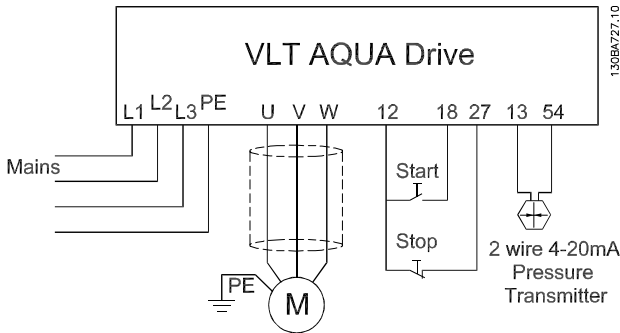 130BA727.10
VLT AQUA Drive
L1 L2 L3 PE U V W 12 18 27 13 54
Mains
Start
Stop
2 wire 4-20mA
Pressure
Transmitter
PE
M